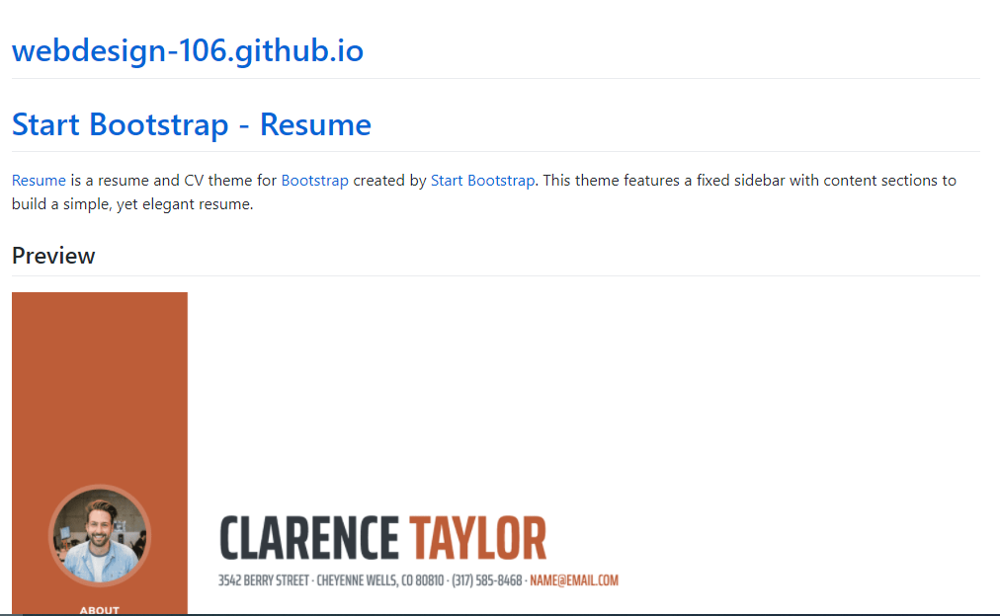 webdesign-106.github.io
Start Bootstrap - Resume
Resume is a resume and CV theme for Bootstrap created by Start Bootstrap. This theme features a fixed sidebar with content sections to
build a simple, yet elegant resume.
Preview
CLARENCE TAYLOR
3542 BERRY STREET · CHEYENNE WELLS, CO 80810 · (317) 585-8468 · NAME@EMAIL.COM
ABOUT